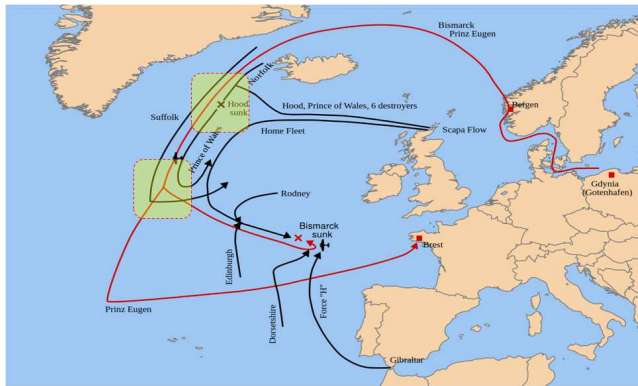 Bismarck
Prinz Eugen
Norfolk
Hood
sunk
Suffolk
Hood, Prince of Wales, 6 destroyers
Bergen
Prince of Wales
Home Fleet
Scapa Flow
Gdynia
(Gotenhafen)
Rodney
Bismarck
sunk
Brest
Edinburgh
Prinz Eugen
Dorsetshire
Force "H"
Gibraltar